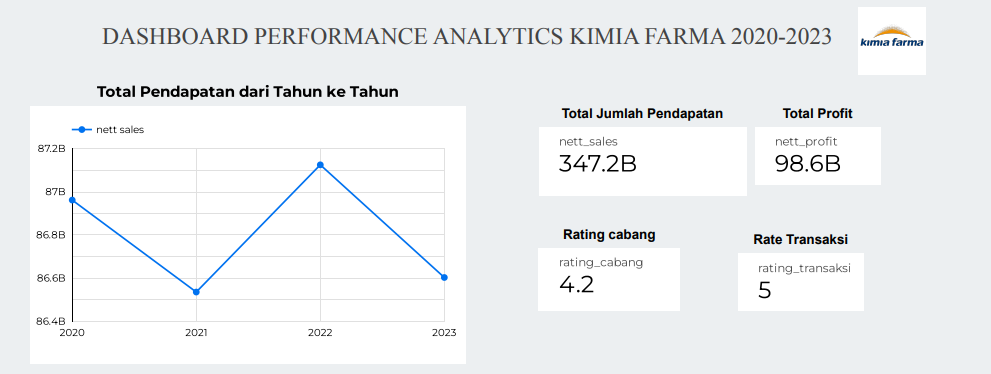 DASHBOARD PERFORMANCE ANALYTICS KIMIA FARMA 2020-2023
kimia farma
Total Pendapatan dari Tahun ke Tahun
nett sales
87.2B
87B
86.8B
86.6B
86.4B
2020
2021
2022
2023
Total Jumlah Pendapatan
nett_sales
347.2B
Total Profit
nett_profit
98.6B
Rating cabang
rating_cabang
4.2
Rate Transaksi
rating_transaksi
5